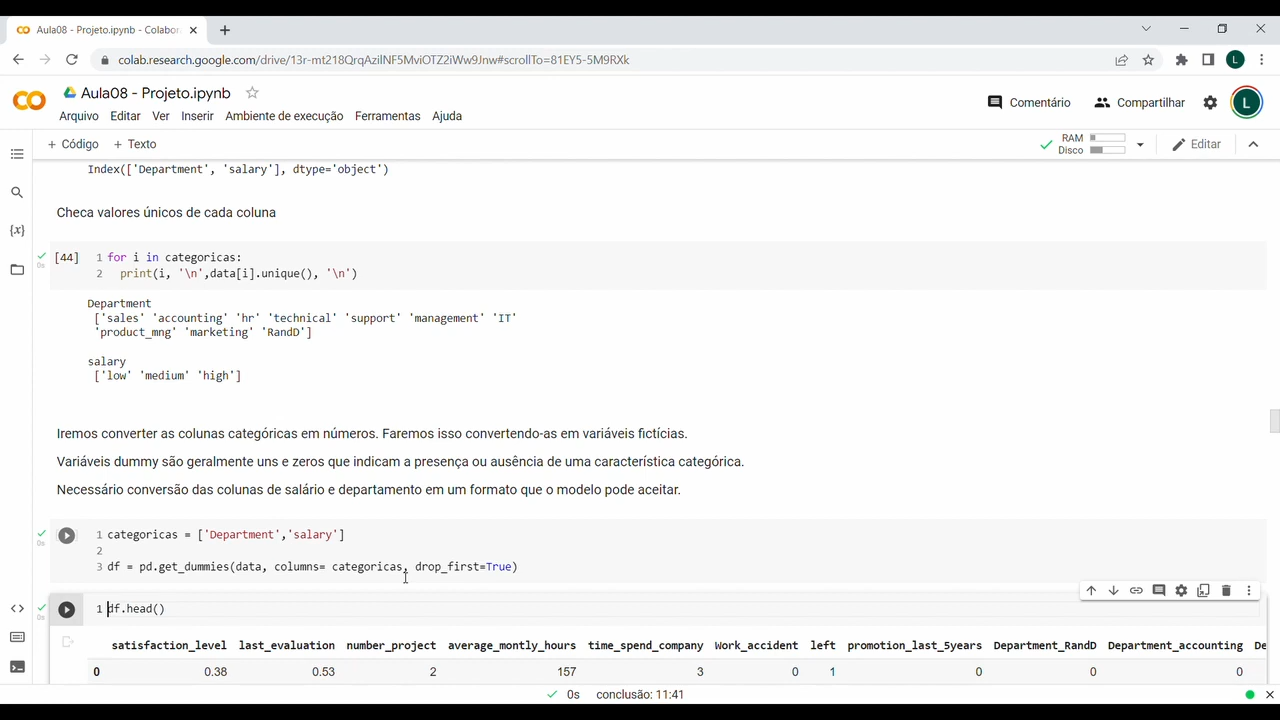 Aula08 - Projeto.ipynb - Colabor
colab.research.google.com/drive/13r-mt218QrqAzilNF5MviOTZ2iWw9Jnw#scrollTo=81EY5-5M9RXk
L
Aula08 - Projeto.ipynb
Arquivo Editar Ver Inserir Ambiente de execução Ferramentas Ajuda
Comentário Compartilhar L
+ Código + Texto
RAM
Disco
Editar
Index(['Department', 'salary'], dtype='object')
Checa valores únicos de cada coluna
[44] 1 for i in categoricas:
0s 2 print(i, '\n',data[i].unique(), '\n')
Department
['sales' 'accounting' 'hr' 'technical' 'support' 'management' 'IT'
'product_mng' 'marketing' 'RandD']
salary
['low' 'medium' 'high']
Iremos converter as colunas categóricas em números. Faremos isso convertendo-as em variáveis fictícias.
Variáveis dummy são geralmente uns e zeros que indicam a presença ou ausência de uma característica categórica.
Necessário conversão das colunas de salário e departamento em um formato que o modelo pode aceitar.
1 categoricas = ['Department','salary']
0s 2
3 df = pd.get_dummies(data, columns= categoricas, drop_first=True)
1 df.head()
0s
satisfaction_level last_evaluation number_project average_montly_hours time_spend_company Work_accident left promotion_last_5years Department_RandD Department_accounting De
0 0.38 0.53 2 157 3 0 1 0 0 0
0s conclusão: 11:41